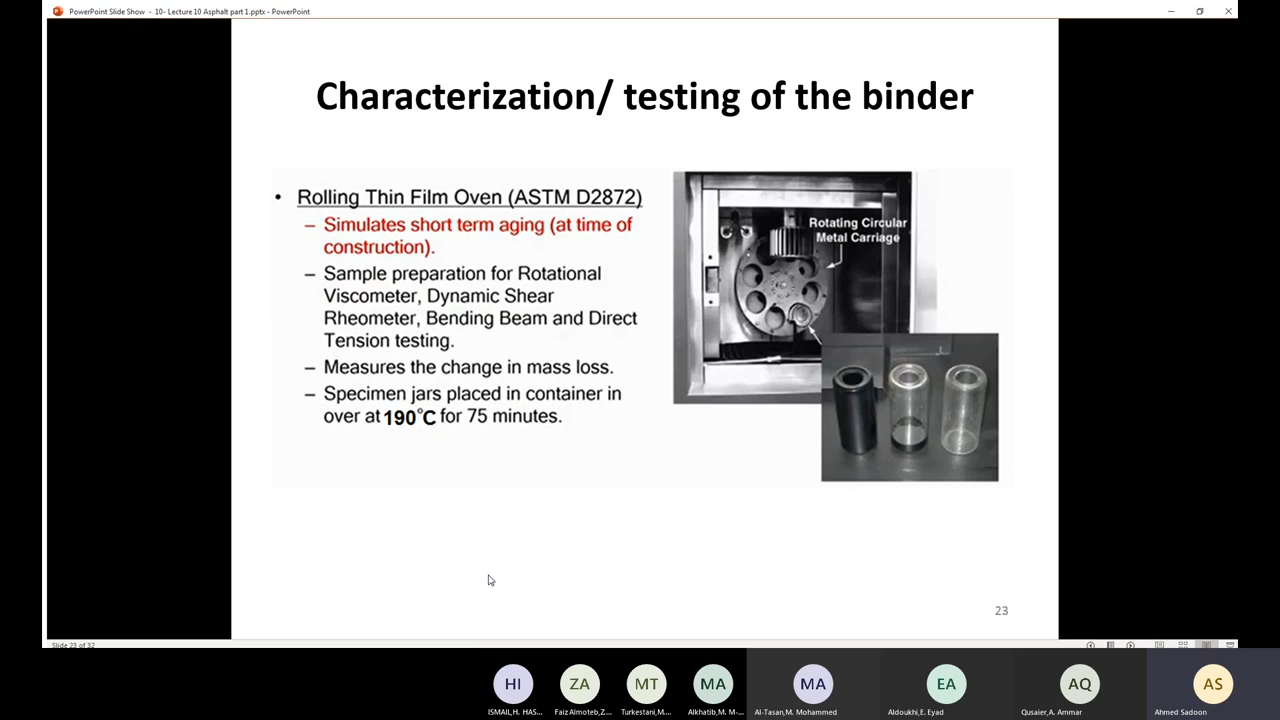 PowerPoint Slide Show - 10- Lecture 10 Asphalt part 1.pptx - PowerPoint
Characterization/ testing of the binder
• Rolling Thin Film Oven (ASTM D2872)
– Simulates short term aging (at time of
construction).
– Sample preparation for Rotational
Viscometer, Dynamic Shear
Rheometer, Bending Beam and Direct
Tension testing.
– Measures the change in mass loss.
– Specimen jars placed in container in
over at 190°C for 75 minutes.
Rotating Circular
Metal Carriage
23
Slide 23 of 32
HI
ISMAIL,H. HAS...
ZA
Faiz Almoteb,Z...
MT
Turkestani,M....
MA
Alkhatib,M. M-...
MA
Al-Tasan,M. Mohammed
EA
Aldoukhi,E. Eyad
AQ
Qusaier,A. Ammar
AS
Ahmed Sadoon